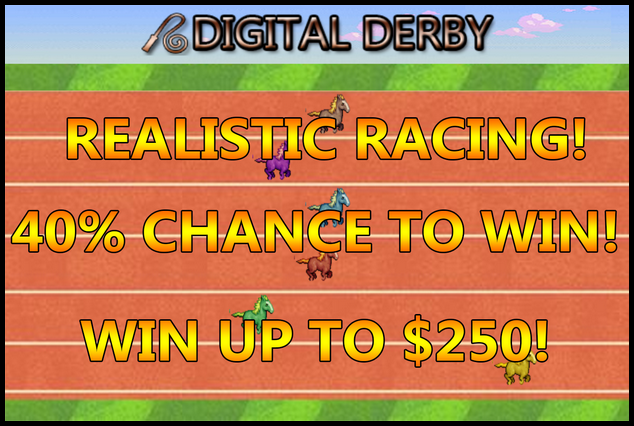 DIGITAL DERBY
REALISTIC RACING!
40% CHANCE TO WIN!
WIN UP TO $250!